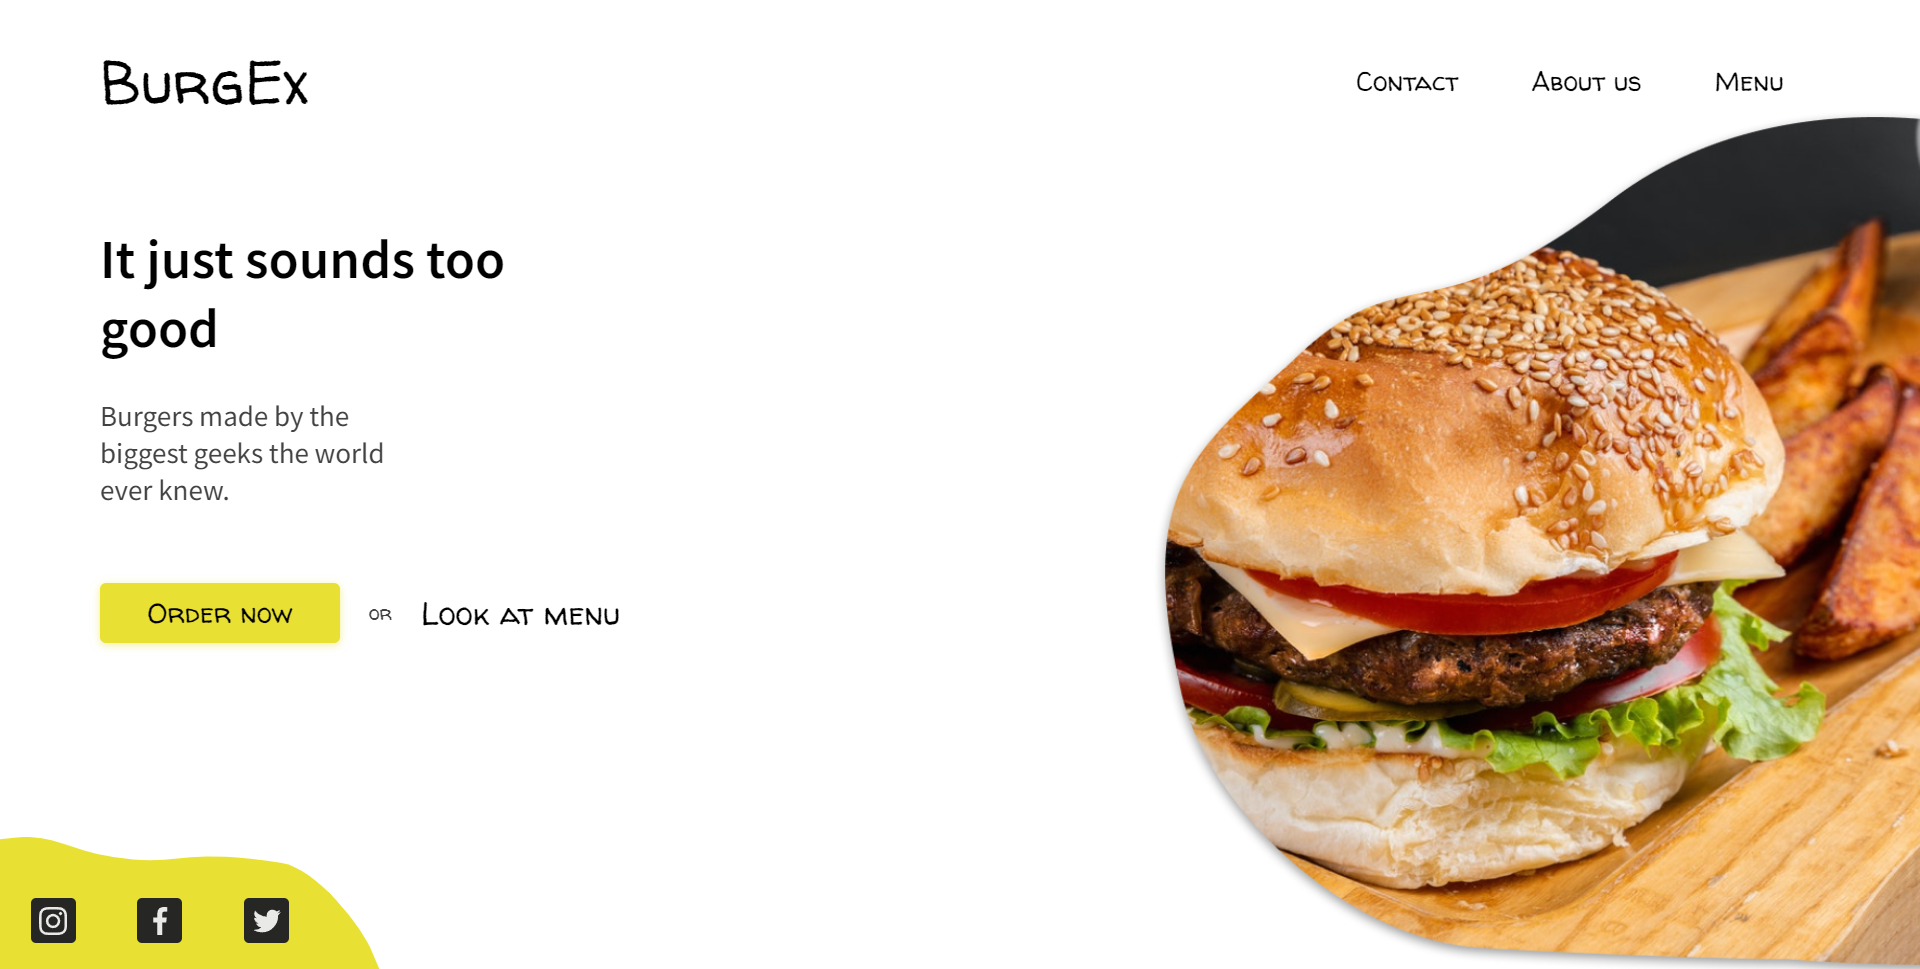 BurgEx
Contact
About us
Menu
It just sounds too
good
Burgers made by the
biggest geeks the world
ever knew.
Order now
or
Look at menu